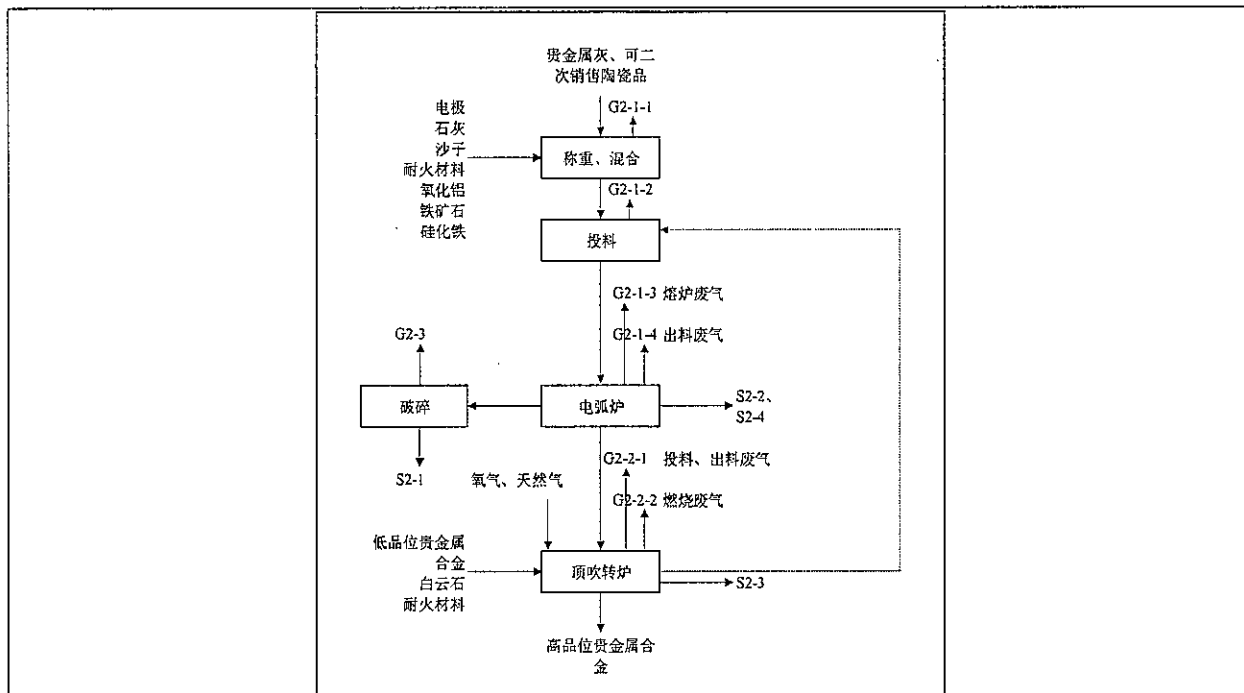 贵金属灰、可二
次销售陶瓷品
G2-1-1
电极
石灰
沙子
耐火材料
氧化铝
铁矿石
硅化铁
称重、混合
G2-1-2
投料
G2-1-3 熔炉废气
G2-3
G2-1-4 出料废气
破碎
电弧炉
S2-2、
S2-4
S2-1
G2-2-1 投料、出料废气
氧气、天然气
G2-2-2 燃烧废气
低品位贵金属
合金
白云石
耐火材料
顶吹转炉
S2-3
高品位贵金属合
金